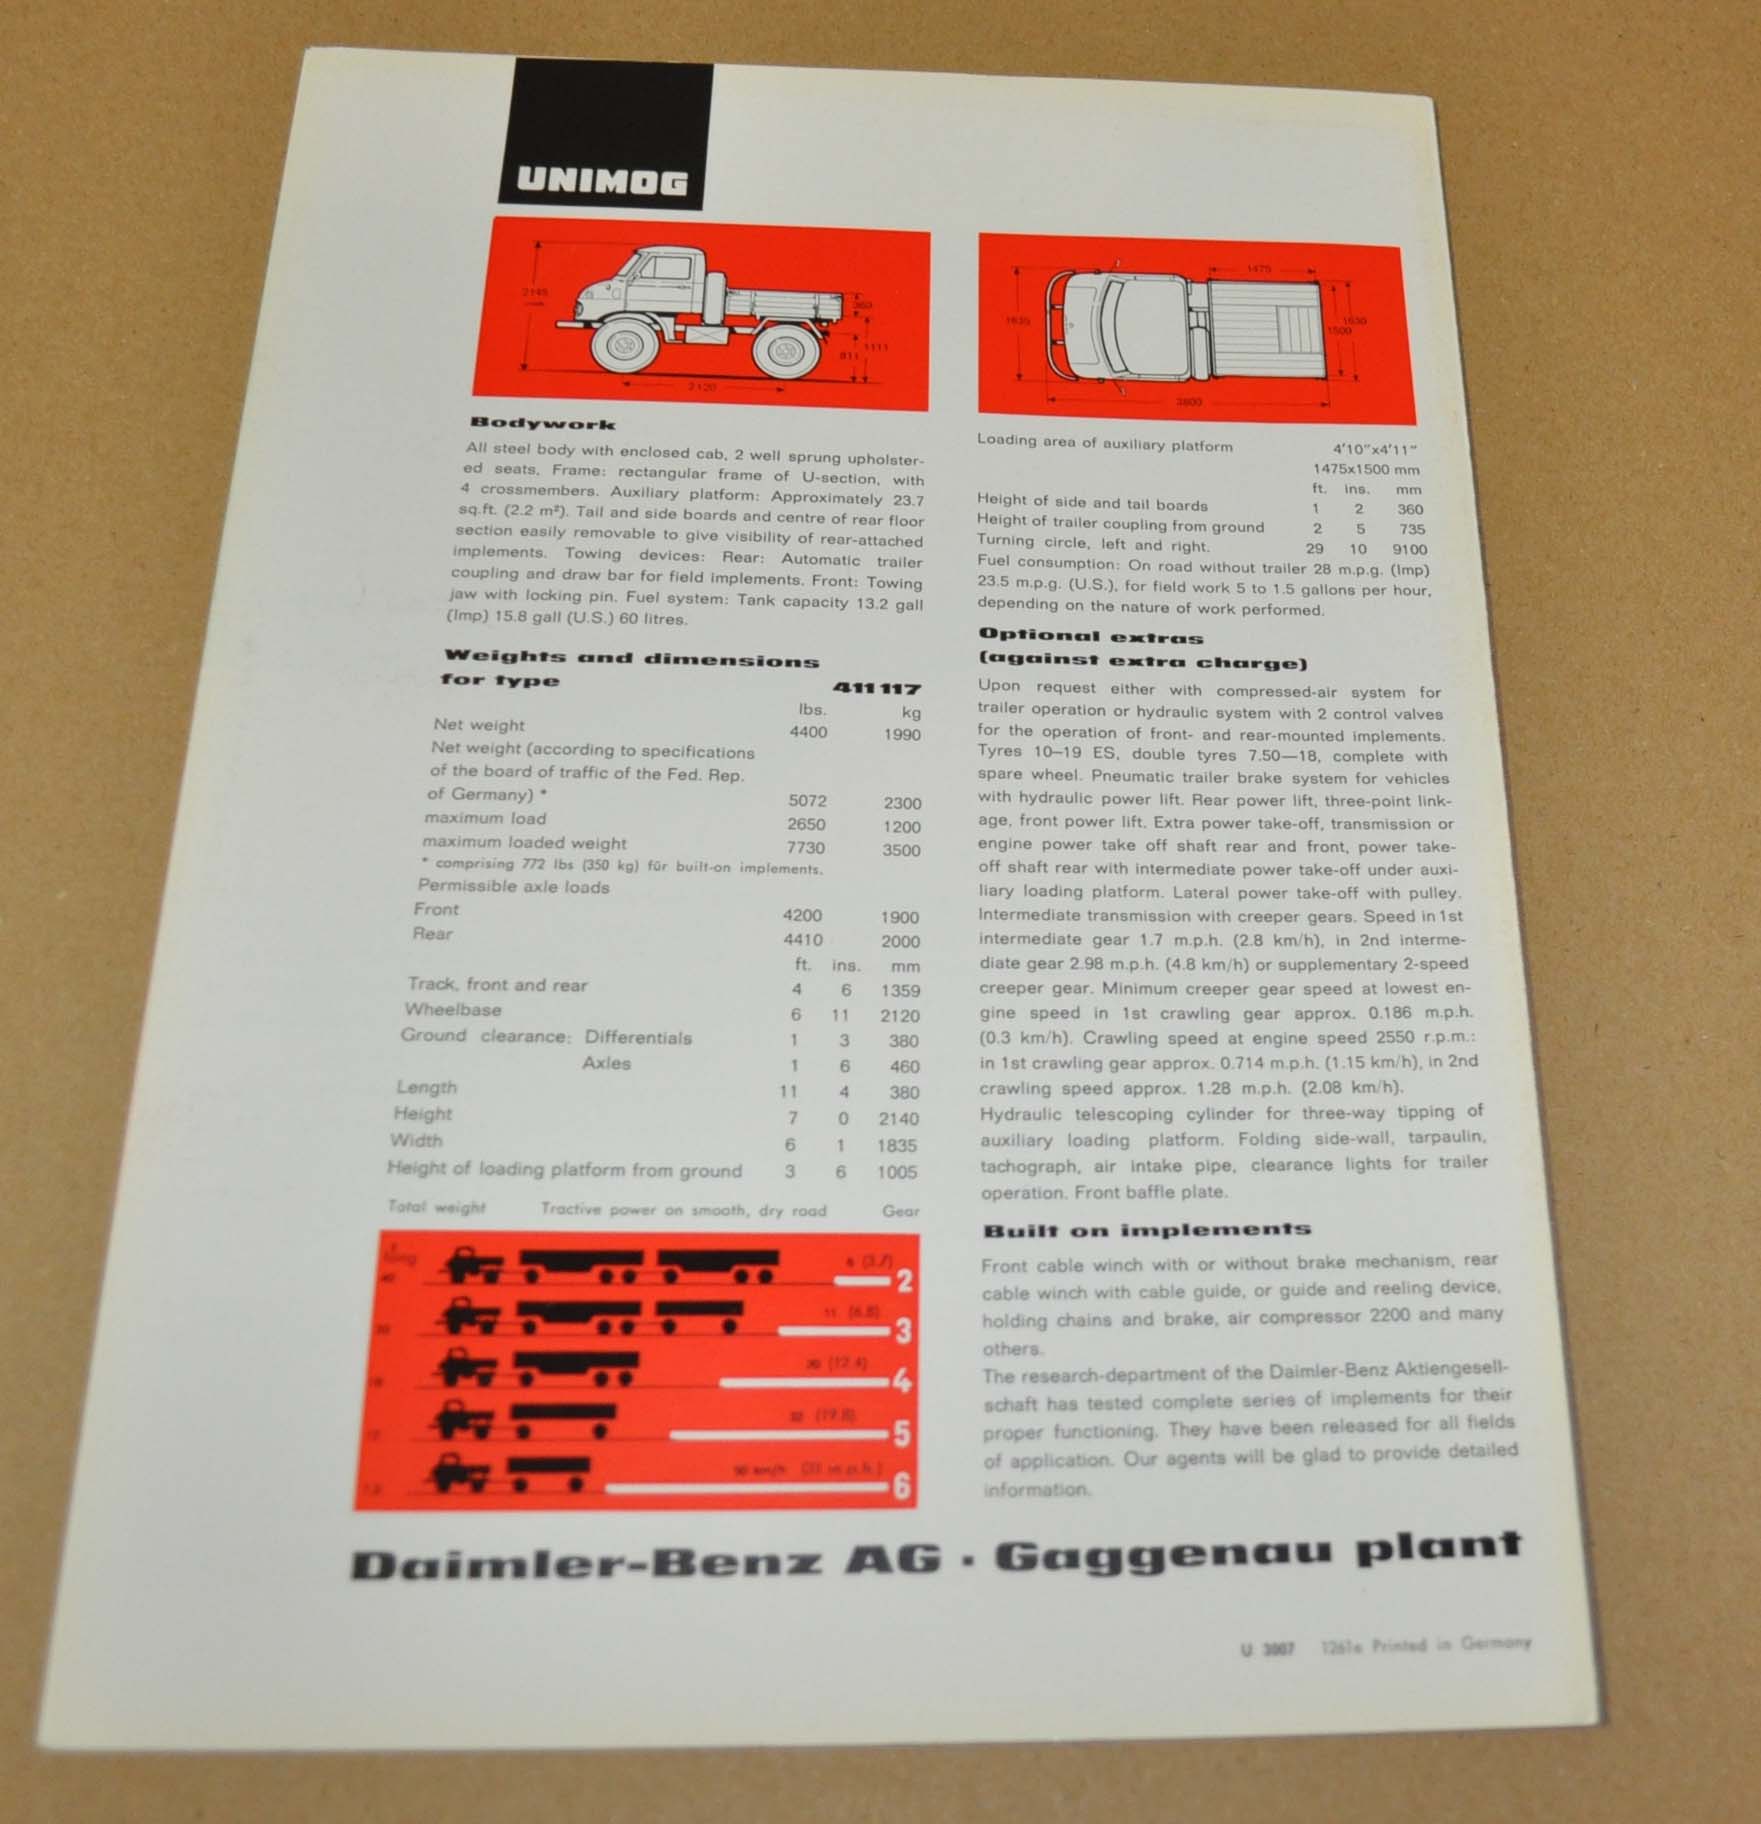 UNIMOG
2145
360
1111
811
2120
1475
1635
1630
1500
3800
Bodywork
All steel body with enclosed cab, 2 well sprung upholster-
ed seats. Frame: rectangular frame of U-section, with
4 crossmembers. Auxiliary platform: Approximately 23.7
sq.ft. (2.2 m²). Tail and side boards and centre of rear floor
section easily removable to give visibility of rear-attached
implements. Towing devices: Rear: Automatic trailer
coupling and draw bar for field implements. Front: Towing
jaw with locking pin. Fuel system: Tank capacity 13.2 gall
(Imp) 15.8 gall (U.S.) 60 litres.
Weights and dimensions
for type 411 117
lbs. kg
Net weight 4400 1990
Net weight (according to specifications
of the board of traffic of the Fed. Rep.
of Germany) * 5072 2300
maximum load 2650 1200
maximum loaded weight 7730 3500
* comprising 772 lbs (350 kg) für built-on implements.
Permissible axle loads
Front 4200 1900
Rear 4410 2000
ft. ins. mm
Track, front and rear 4 6 1359
Wheelbase 6 11 2120
Ground clearance: Differentials 1 3 380
Axles 1 6 460
Length 11 4 380
Height 7 0 2140
Width 6 1 1835
Height of loading platform from ground 3 6 1005
Total weight Tractive power on smooth, dry road Gear
6 (3.7) 2
11 (6.8) 3
20 (12.4) 4
32 (19.8) 5
50 km/h (31 m.p.h.) 6
Loading area of auxiliary platform 4'10"x4'11"
1475x1500 mm
ft. ins. mm
Height of side and tail boards 1 2 360
Height of trailer coupling from ground 2 5 735
Turning circle, left and right. 29 10 9100
Fuel consumption: On road without trailer 28 m.p.g. (Imp)
23.5 m.p.g. (U.S.), for field work 5 to 1.5 gallons per hour,
depending on the nature of work performed.
Optional extras
(against extra charge)
Upon request either with compressed-air system for
trailer operation or hydraulic system with 2 control valves
for the operation of front- and rear-mounted implements.
Tyres 10–19 ES, double tyres 7.50—18, complete with
spare wheel. Pneumatic trailer brake system for vehicles
with hydraulic power lift. Rear power lift, three-point link-
age, front power lift. Extra power take-off, transmission or
engine power take off shaft rear and front, power take-
off shaft rear with intermediate power take-off under auxi-
liary loading platform. Lateral power take-off with pulley.
Intermediate transmission with creeper gears. Speed in 1st
intermediate gear 1.7 m.p.h. (2.8 km/h), in 2nd interme-
diate gear 2.98 m.p.h. (4.8 km/h) or supplementary 2-speed
creeper gear. Minimum creeper gear speed at lowest en-
gine speed in 1st crawling gear approx. 0.186 m.p.h.
(0.3 km/h). Crawling speed at engine speed 2550 r.p.m.:
in 1st crawling gear approx. 0.714 m.p.h. (1.15 km/h), in 2nd
crawling speed approx. 1.28 m.p.h. (2.08 km/h).
Hydraulic telescoping cylinder for three-way tipping of
auxiliary loading platform. Folding side-wall, tarpaulin,
tachograph, air intake pipe, clearance lights for trailer
operation. Front baffle plate.
Built on implements
Front cable winch with or without brake mechanism, rear
cable winch with cable guide, or guide and reeling device,
holding chains and brake, air compressor 2200 and many
others.
The research-department of the Daimler-Benz Aktiengesell-
schaft has tested complete series of implements for their
proper functioning. They have been released for all fields
of application. Our agents will be glad to provide detailed
information.
Daimler-Benz AG · Gaggenau plant
U 3007 1261e Printed in Germany